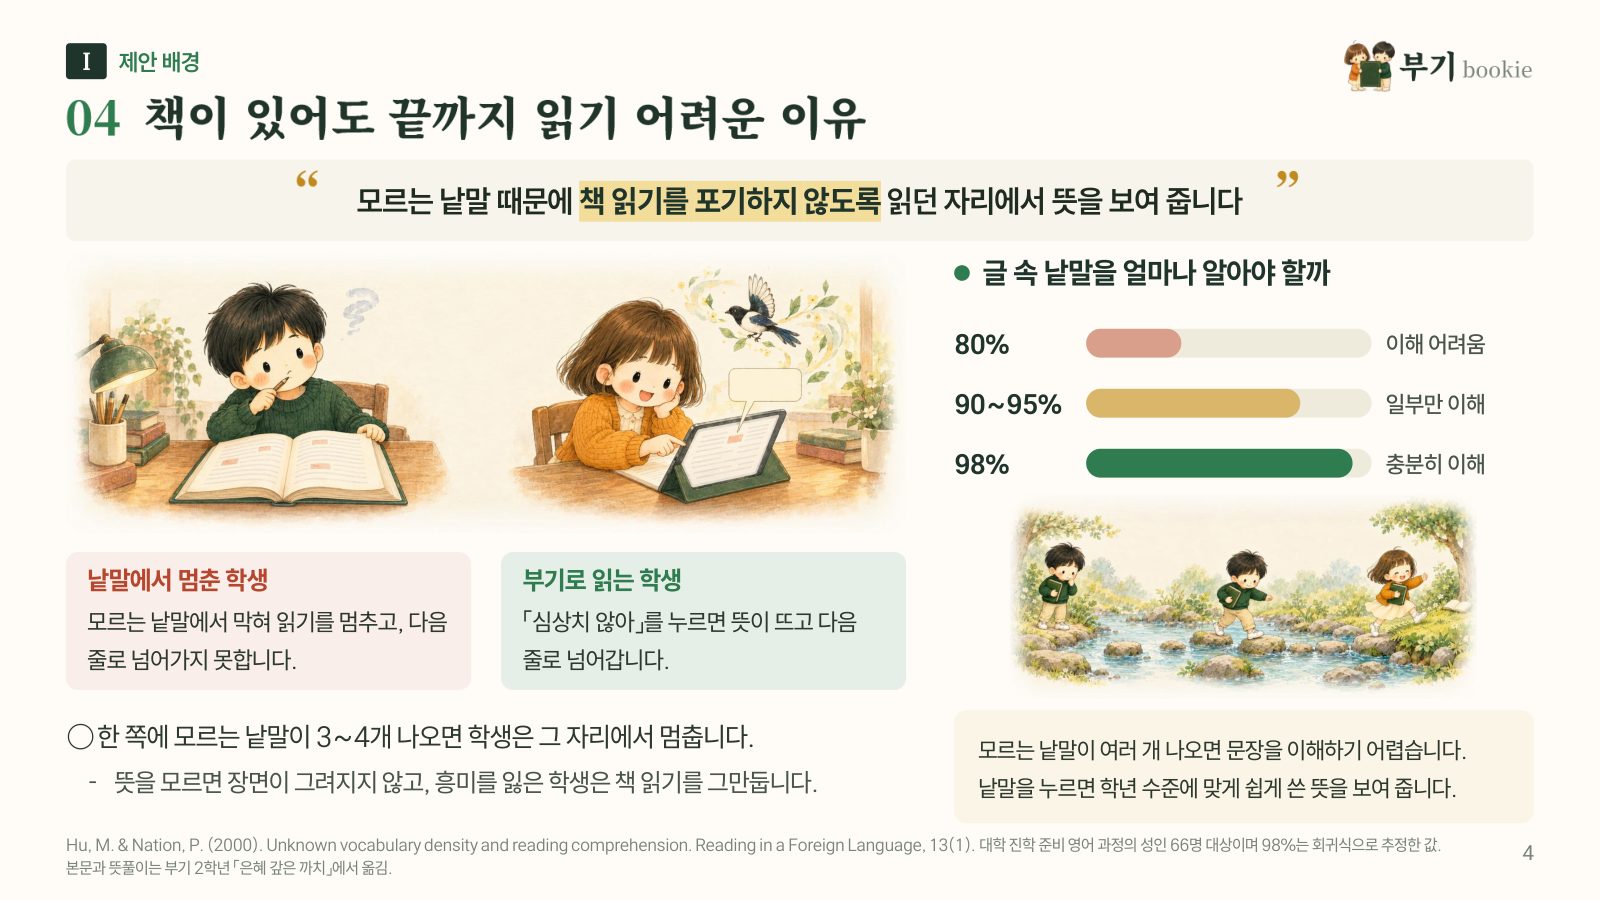 I 제안 배경
부기 bookie
04 책이 있어도 끝까지 읽기 어려운 이유
“ 모르는 낱말 때문에 책 읽기를 포기하지 않도록 읽던 자리에서 뜻을 보여 줍니다 ”
글 속 낱말을 얼마나 알아야 할까
80% 이해 어려움
90~95% 일부만 이해
98% 충분히 이해
낱말에서 멈춘 학생
모르는 낱말에서 막혀 읽기를 멈추고, 다음
줄로 넘어가지 못합니다.
부기로 읽는 학생
「심상치 않아」를 누르면 뜻이 뜨고 다음
줄로 넘어갑니다.
◯ 한 쪽에 모르는 낱말이 3~4개 나오면 학생은 그 자리에서 멈춥니다.
- 뜻을 모르면 장면이 그려지지 않고, 흥미를 잃은 학생은 책 읽기를 그만둡니다.
모르는 낱말이 여러 개 나오면 문장을 이해하기 어렵습니다.
낱말을 누르면 학년 수준에 맞게 쉽게 쓴 뜻을 보여 줍니다.
Hu, M. & Nation, P. (2000). Unknown vocabulary density and reading comprehension. Reading in a Foreign Language, 13(1). 대학 진학 준비 영어 과정의 성인 66명 대상이며 98%는 회귀식으로 추정한 값.
본문과 뜻풀이는 부기 2학년 「은혜 갚은 까치」에서 옮김.
4